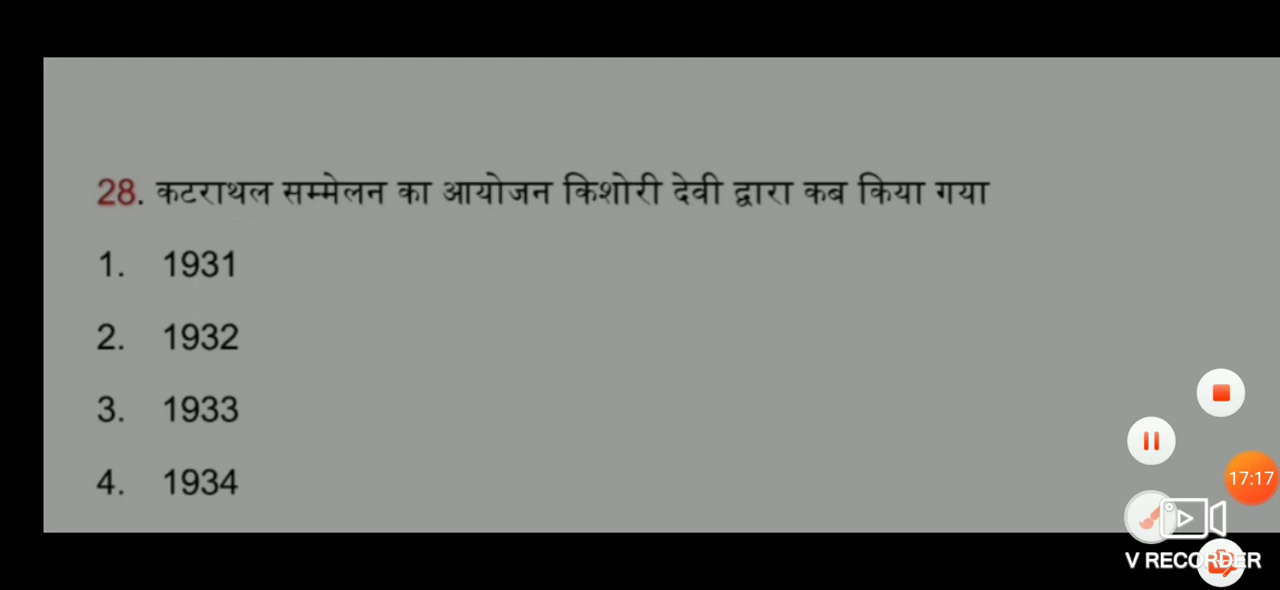 28. कटराथल सम्मेलन का आयोजन किशोरी देवी द्वारा कब किया गया
1. 1931
2. 1932
3. 1933
4. 1934
17:17
V RECORDER